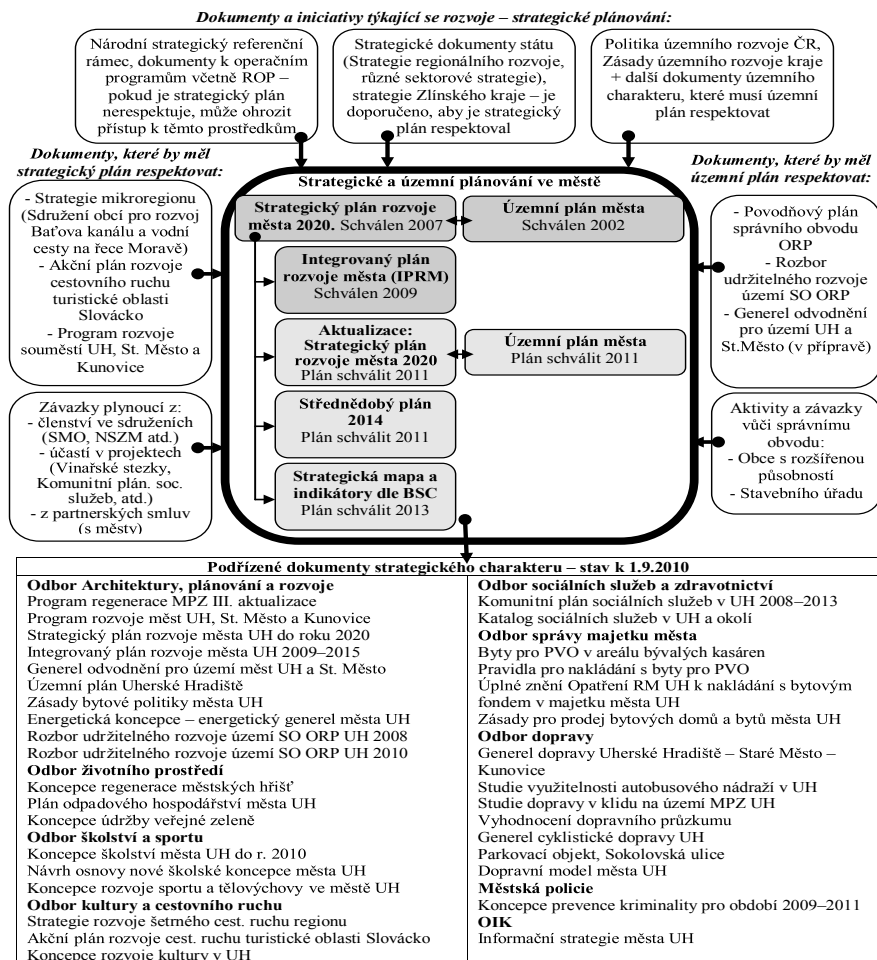 Dokumenty a iniciativy týkající se rozvoje – strategické plánování:
Národní strategický referenční
rámec, dokumenty k operačním
programům včetně ROP –
pokud je strategický plán
nerespektuje, může ohrozit
přístup k těmto prostředkům
Strategické dokumenty státu
(Strategie regionálního rozvoje,
různé sektorové strategie),
strategie Zlínského kraje – je
doporučeno, aby je strategický
plán respektoval
Politika územního rozvoje ČR,
Zásady územního rozvoje kraje
+ další dokumenty územního
charakteru, které musí územní
plán respektovat
Dokumenty, které by měl
strategický plán respektovat:
- Strategie mikroregionu
(Sdružení obcí pro rozvoj
Baťova kanálu a vodní
cesty na řece Moravě)
- Akční plán rozvoje
cestovního ruchu
turistické oblasti
Slovácko
- Program rozvoje
souměstí UH, St. Město a
Kunovice
Závazky plynoucí z:
- členství ve sdruženích
(SMO, NSZM atd.)
- účastí v projektech
(Vinařské stezky,
Komunitní plán. soc.
služeb, atd.)
- z partnerských smluv
(s městy)
Strategické a územní plánování ve městě
Strategický plán rozvoje
města 2020. Schválen 2007
Územní plán města
Schválen 2002
Integrovaný plán
rozvoje města (IPRM)
Schválen 2009
Aktualizace:
Strategický plán
rozvoje města 2020
Plán schválit 2011
Územní plán města
Plán schválit 2011
Střednědobý plán
2014
Plán schválit 2011
Strategická mapa a
indikátory dle BSC
Plán schválit 2013
Dokumenty, které by měl
územní plán respektovat:
- Povodňový plán
správního obvodu
ORP
- Rozbor
udržitelného rozvoje
území SO ORP
- Generel odvodnění
pro území UH a
St.Město (v přípravě)
Aktivity a závazky
vůči správnímu
obvodu:
- Obce s rozšířenou
působností
- Stavebního úřadu
Podřízené dokumenty strategického charakteru – stav k 1.9.2010
Odbor Architektury, plánování a rozvoje
Program regenerace MPZ III. aktualizace
Program rozvoje měst UH, St. Město a Kunovice
Strategický plán rozvoje města UH do roku 2020
Integrovaný plán rozvoje města UH 2009–2015
Generel odvodnění pro území měst UH a St. Město
Územní plán Uherské Hradiště
Zásady bytové politiky města UH
Energetická koncepce – energetický generel města UH
Rozbor udržitelného rozvoje území SO ORP UH 2008
Rozbor udržitelného rozvoje území SO ORP UH 2010
Odbor životního prostředí
Koncepce regenerace městských hřišť
Plán odpadového hospodářství města UH
Koncepce údržby veřejné zeleně
Odbor školství a sportu
Koncepce školství města UH do r. 2010
Návrh osnovy nové školské koncepce města UH
Koncepce rozvoje sportu a tělovýchovy ve městě UH
Odbor kultury a cestovního ruchu
Strategie rozvoje šetrného cest. ruchu regionu
Akční plán rozvoje cest. ruchu turistické oblasti Slovácko
Koncepce rozvoje kultury v UH
Odbor sociálních služeb a zdravotnictví
Komunitní plán sociálních služeb v UH 2008–2013
Katalog sociálních služeb v UH a okolí
Odbor správy majetku města
Byty pro PVO v areálu bývalých kasáren
Pravidla pro nakládání s byty pro PVO
Úplné znění Opatření RM UH k nakládání s bytovým
fondem v majetku města UH
Zásady pro prodej bytových domů a bytů města UH
Odbor dopravy
Generel dopravy Uherské Hradiště – Staré Město –
Kunovice
Studie využitelnosti autobusového nádraží v UH
Studie dopravy v klidu na území MPZ UH
Vyhodnocení dopravního průzkumu
Generel cyklistické dopravy UH
Parkovací objekt, Sokolovská ulice
Dopravní model města UH
Městská policie
Koncepce prevence kriminality pro období 2009–2011
OIK
Informační strategie města UH